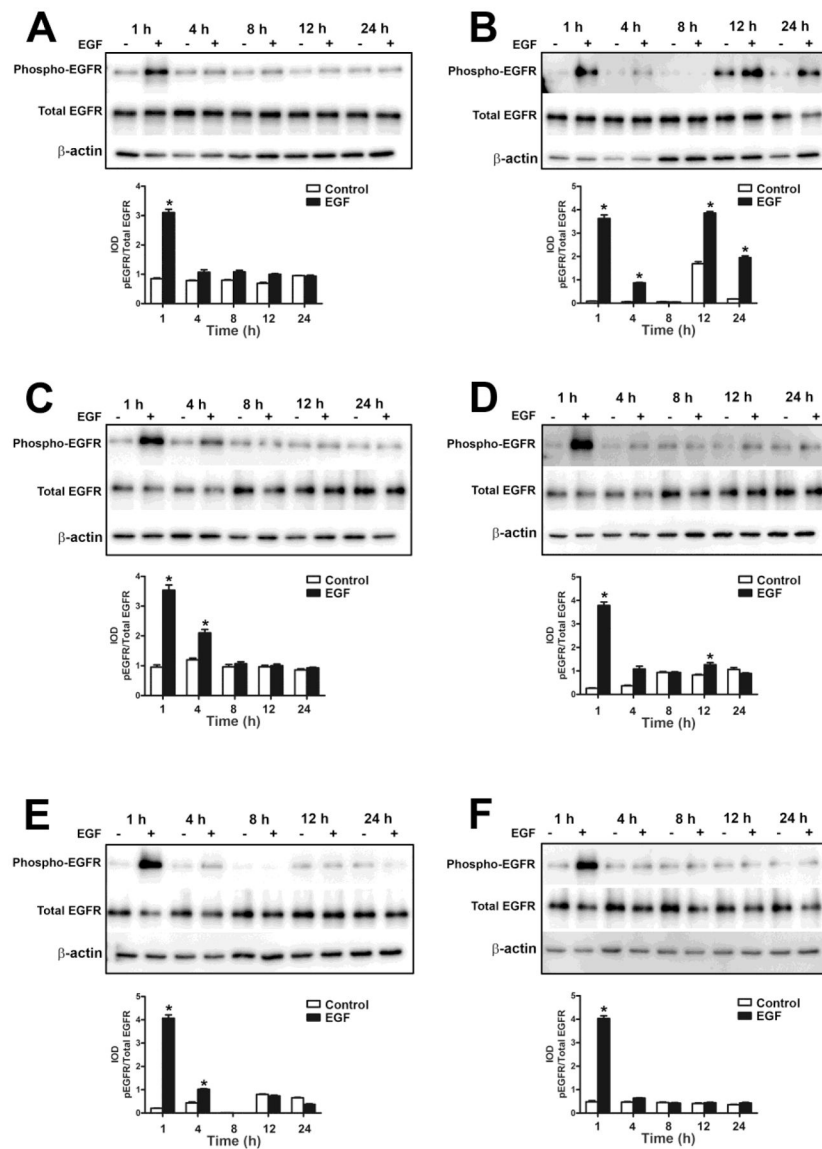 A
1 h 4 h 8 h 12 h 24 h
EGF - + - + - + - + - +
Phospho-EGFR
Total EGFR
β-actin
Control
EGF
IOD
pEGFR/Total EGFR
4
3
2
1
0
*
1 4 8 12 24
Time (h)
B
1 h 4 h 8 h 12 h 24 h
EGF - + - + - + - + - +
Phospho-EGFR
Total EGFR
β-actin
Control
EGF
IOD
pEGFR/Total EGFR
5
4
3
2
1
0
* * * *
1 4 8 12 24
Time (h)
C
1 h 4 h 8 h 12 h 24 h
EGF - + - + - + - + - +
Phospho-EGFR
Total EGFR
β-actin
Control
EGF
IOD
pEGFR/Total EGFR
4
3
2
1
0
* *
1 4 8 12 24
Time (h)
D
1 h 4 h 8 h 12 h 24 h
EGF - + - + - + - + - +
Phospho-EGFR
Total EGFR
β-actin
Control
EGF
IOD
pEGFR/Total EGFR
5
4
3
2
1
0
* *
1 4 8 12 24
Time (h)
E
1 h 4 h 8 h 12 h 24 h
EGF - + - + - + - + - +
Phospho-EGFR
Total EGFR
β-actin
Control
EGF
IOD
pEGFR/Total EGFR
5
4
3
2
1
0
* *
1 4 8 12 24
Time (h)
F
1 h 4 h 8 h 12 h 24 h
EGF - + - + - + - + - +
Phospho-EGFR
Total EGFR
β-actin
Control
EGF
IOD
pEGFR/Total EGFR
5
4
3
2
1
0
*
1 4 8 12 24
Time (h)